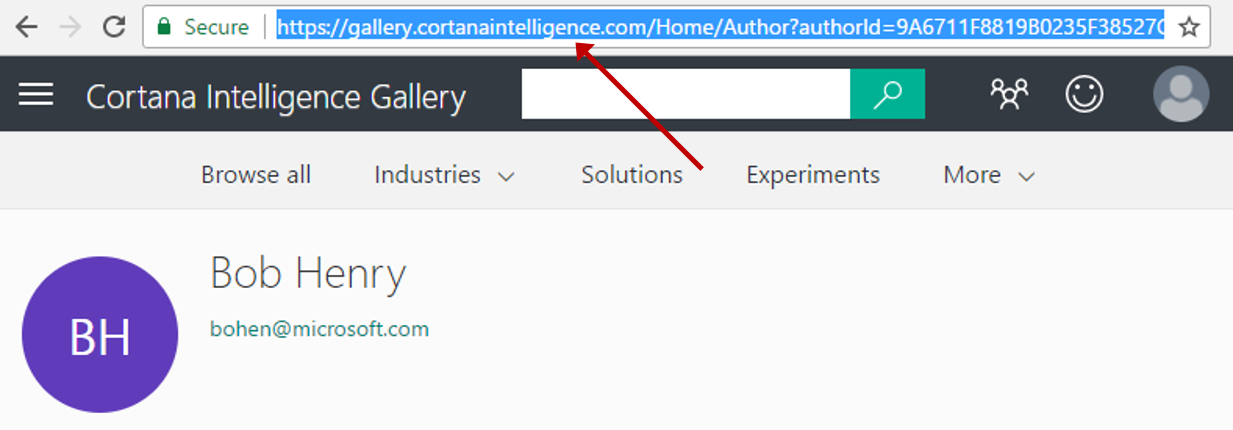 Secure https://gallery.cortanaintelligence.com/Home/Author?authorId=9A6711F8819B0235F38527
Cortana Intelligence Gallery
Browse all Industries Solutions Experiments More
Bob Henry
BH
bohen@microsoft.com